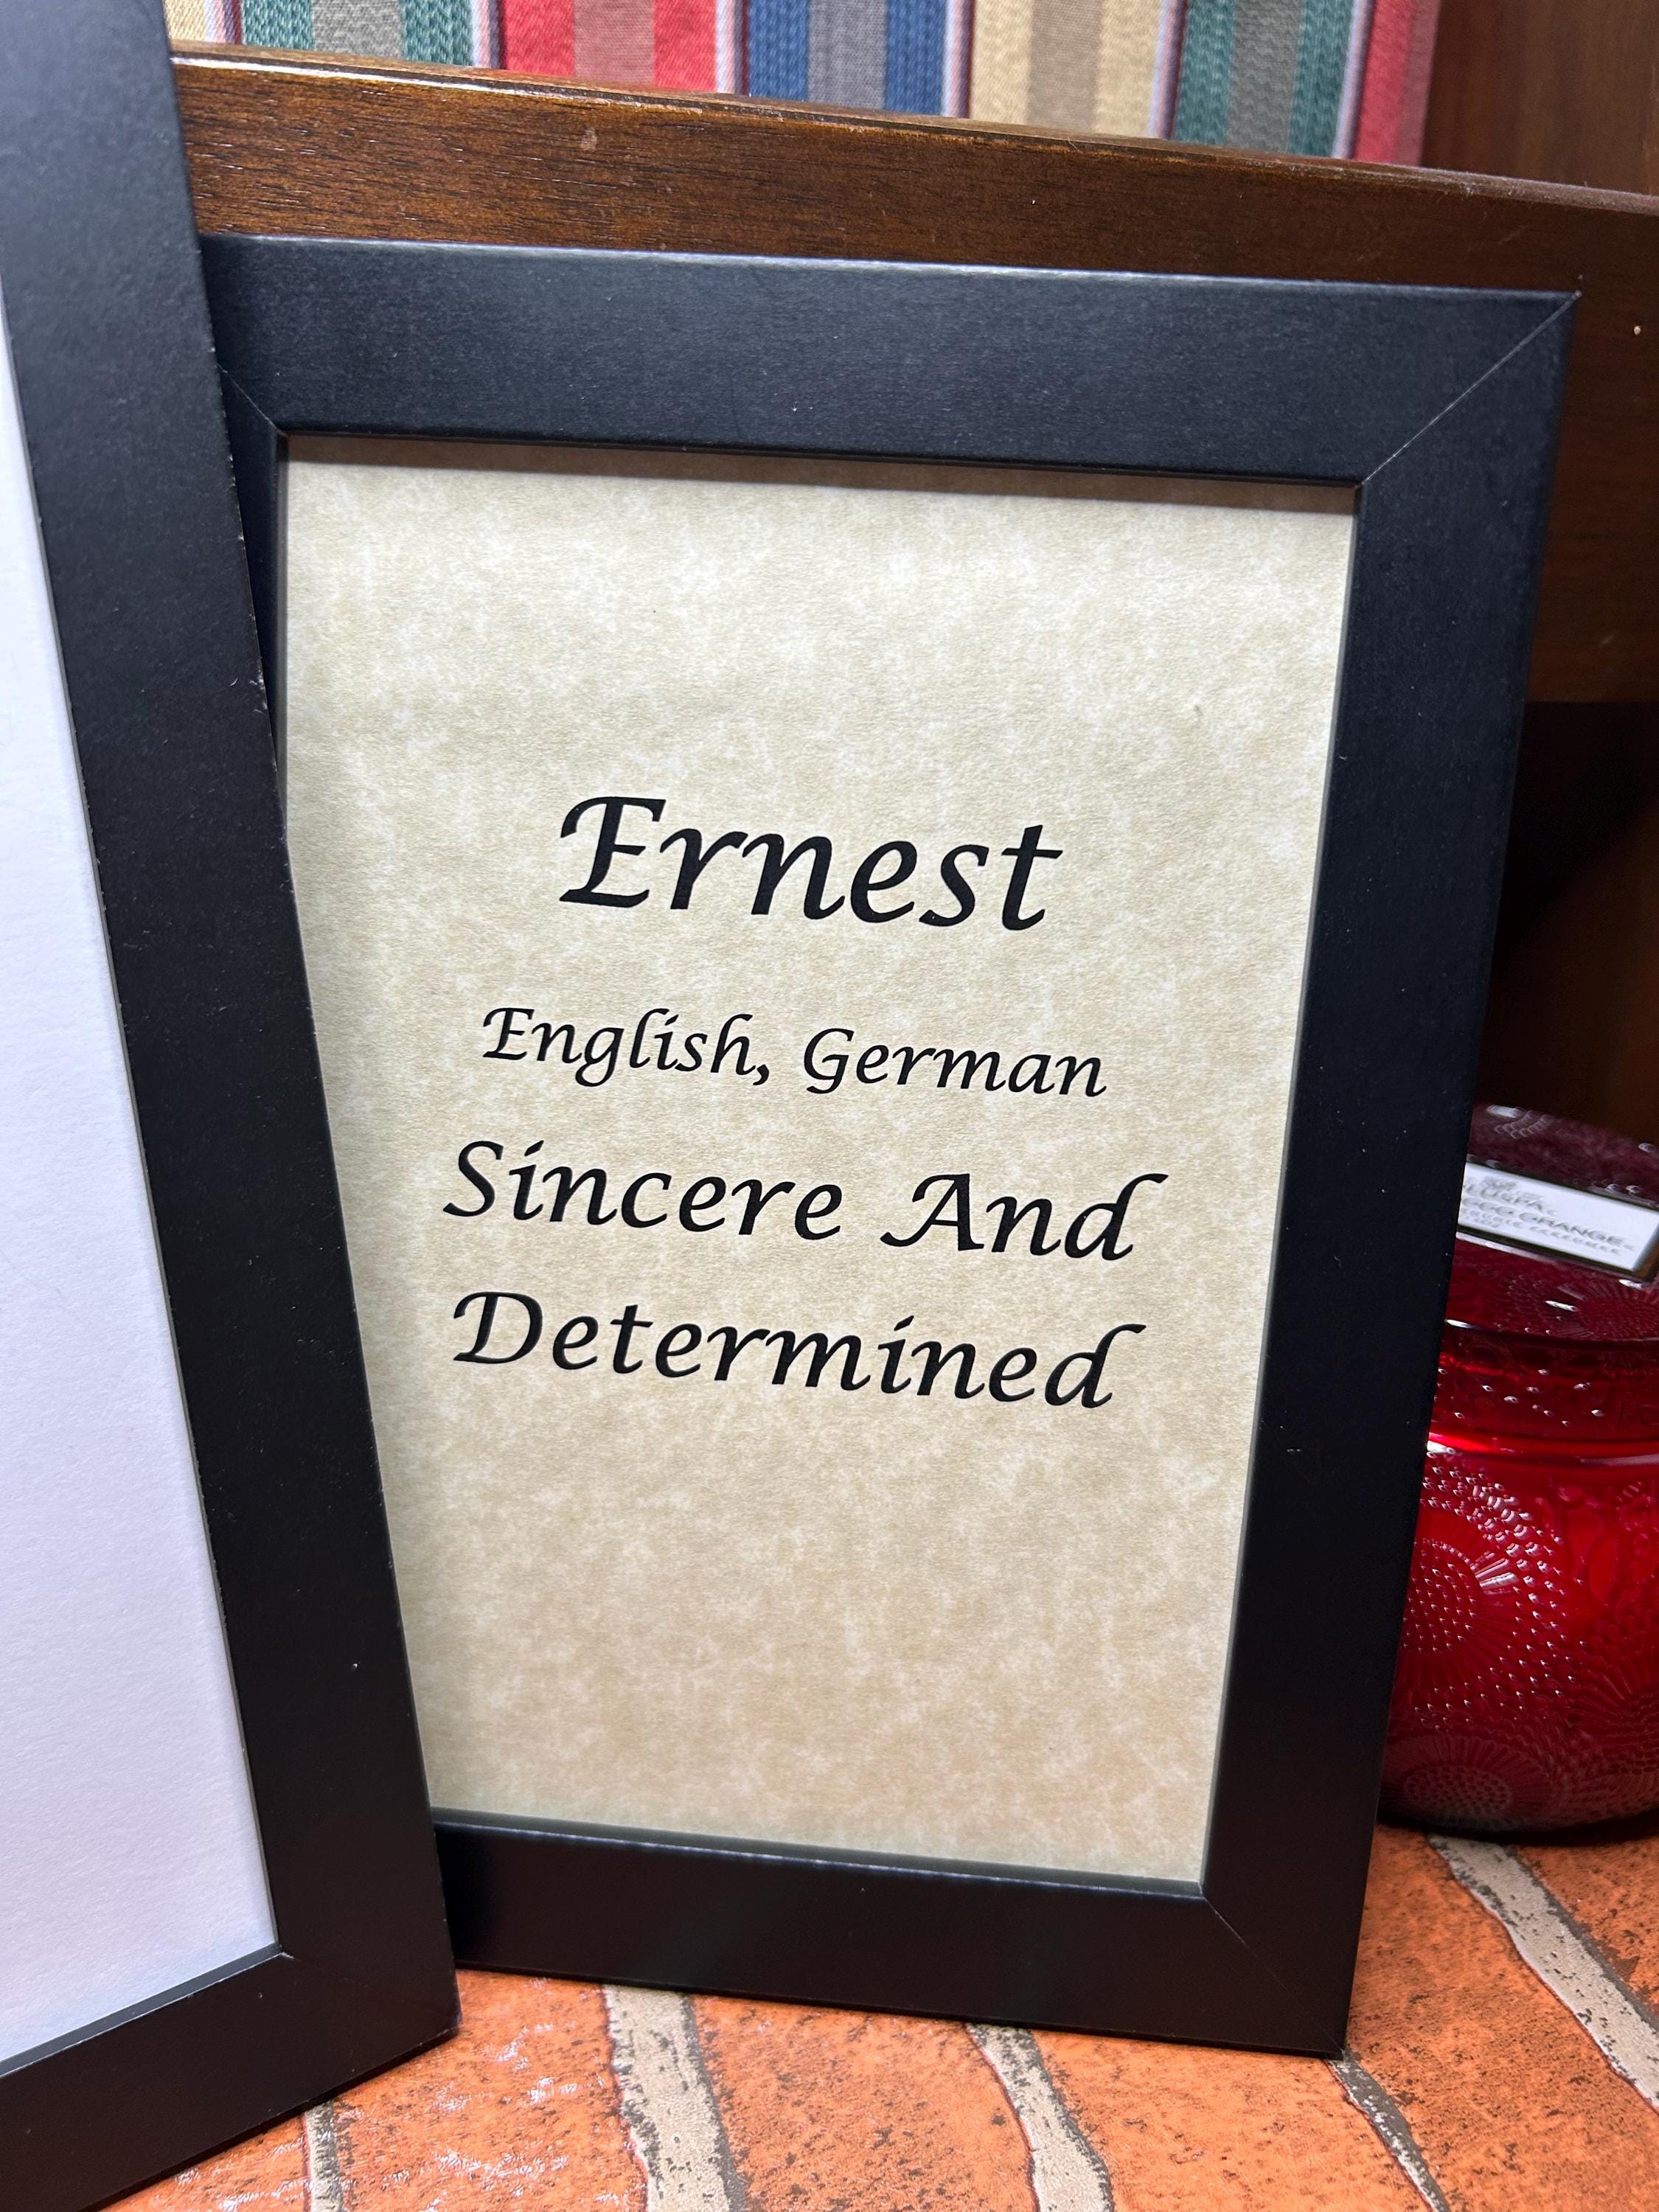 Ernest
English, German
Sincere And
Determined